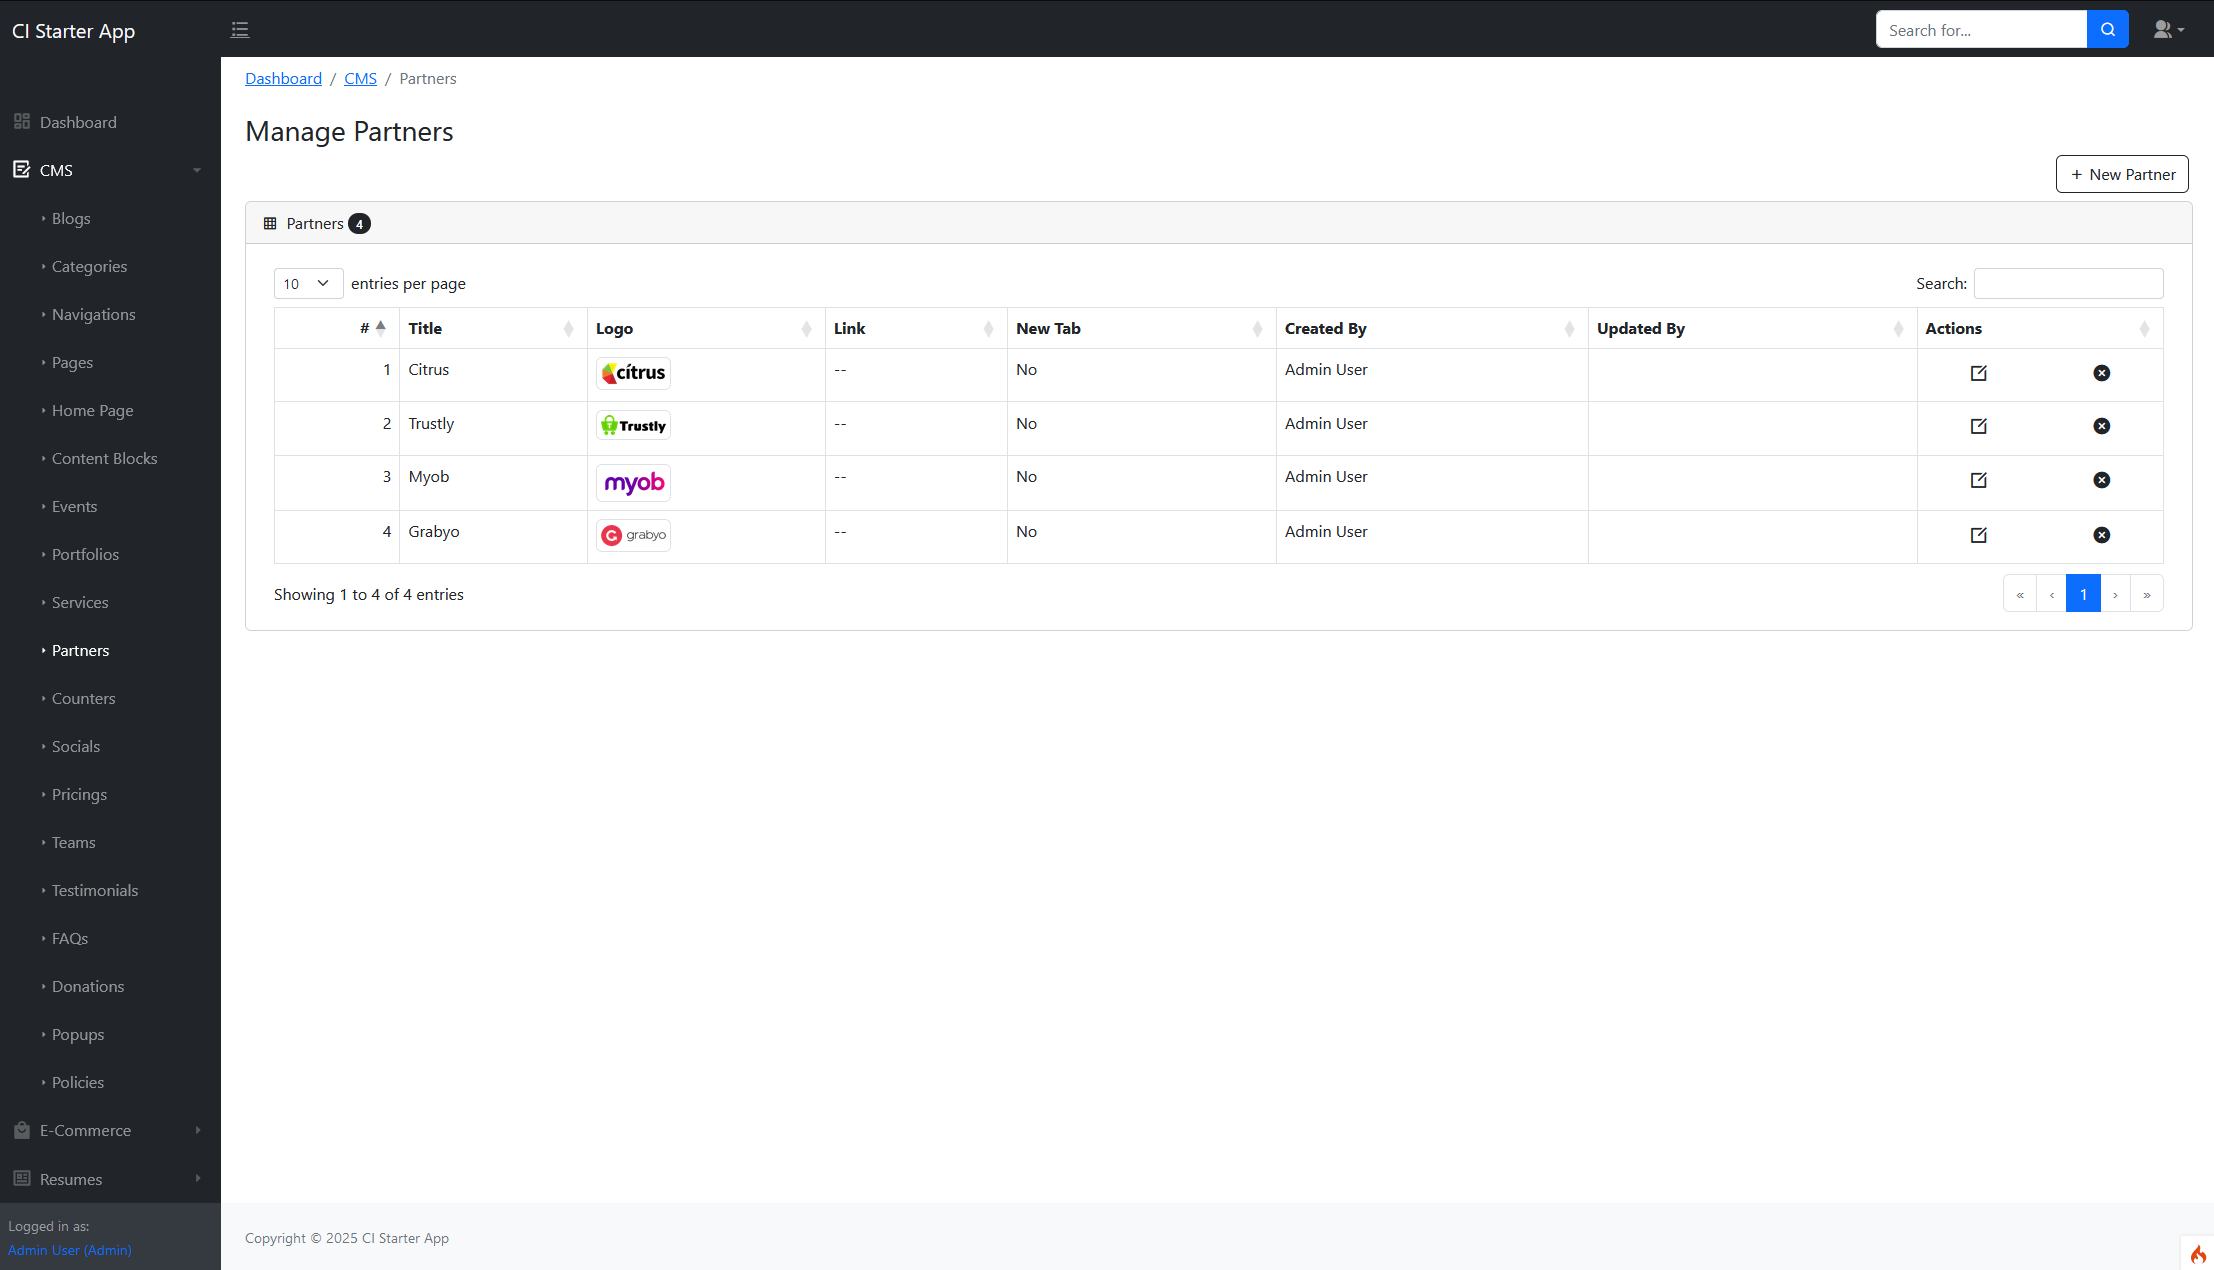 CI Starter App
Search for...
Dashboard / CMS / Partners
Dashboard
CMS
Blogs
Categories
Navigations
Pages
Home Page
Content Blocks
Events
Portfolios
Services
Partners
Counters
Socials
Pricings
Teams
Testimonials
FAQs
Donations
Popups
Policies
E-Commerce
Resumes
Logged in as:
Admin User (Admin)
Manage Partners
+ New Partner
Partners 4
10 entries per page
Search:
# Title Logo Link New Tab Created By Updated By Actions
1 Citrus cítrus -- No Admin User
2 Trustly Trustly -- No Admin User
3 Myob myob -- No Admin User
4 Grabyo G grabyo -- No Admin User
Showing 1 to 4 of 4 entries
« ‹ 1 › »
Copyright © 2025 CI Starter App